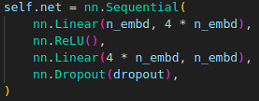 self.net = nn.Sequential(
    nn.Linear(n_embd, 4 * n_embd),
    nn.ReLU(),
    nn.Linear(4 * n_embd, n_embd),
    nn.Dropout(dropout),
)